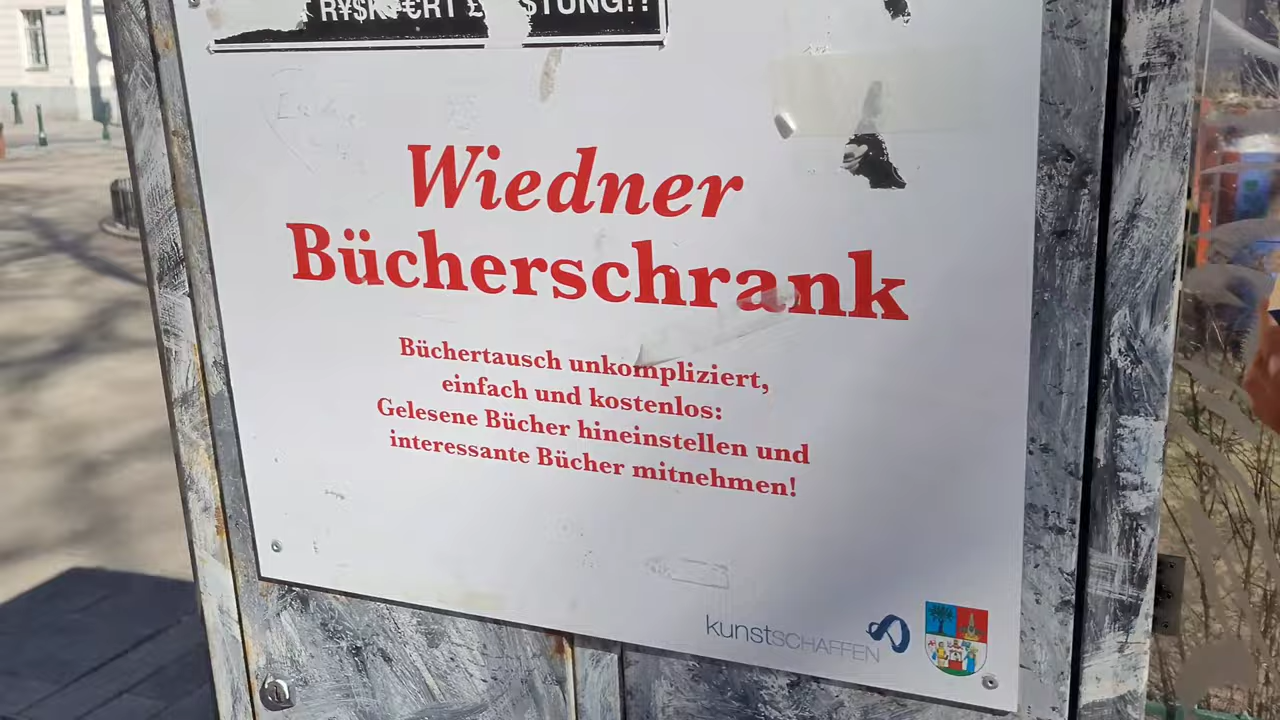 Wiedner
Bücherschrank
Büchertausch unkompliziert,
einfach und kostenlos:
Gelesene Bücher hineinstellen und
interessante Bücher mitnehmen!
kunstSCHAFFEN